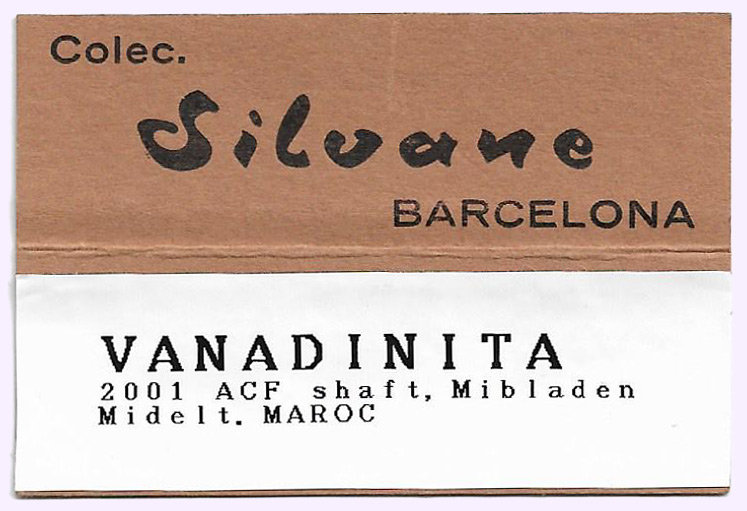 Colec.
Silvane
BARCELONA
VANADINITA
2001 ACF shaft, Mibladen
Midelt. MAROC